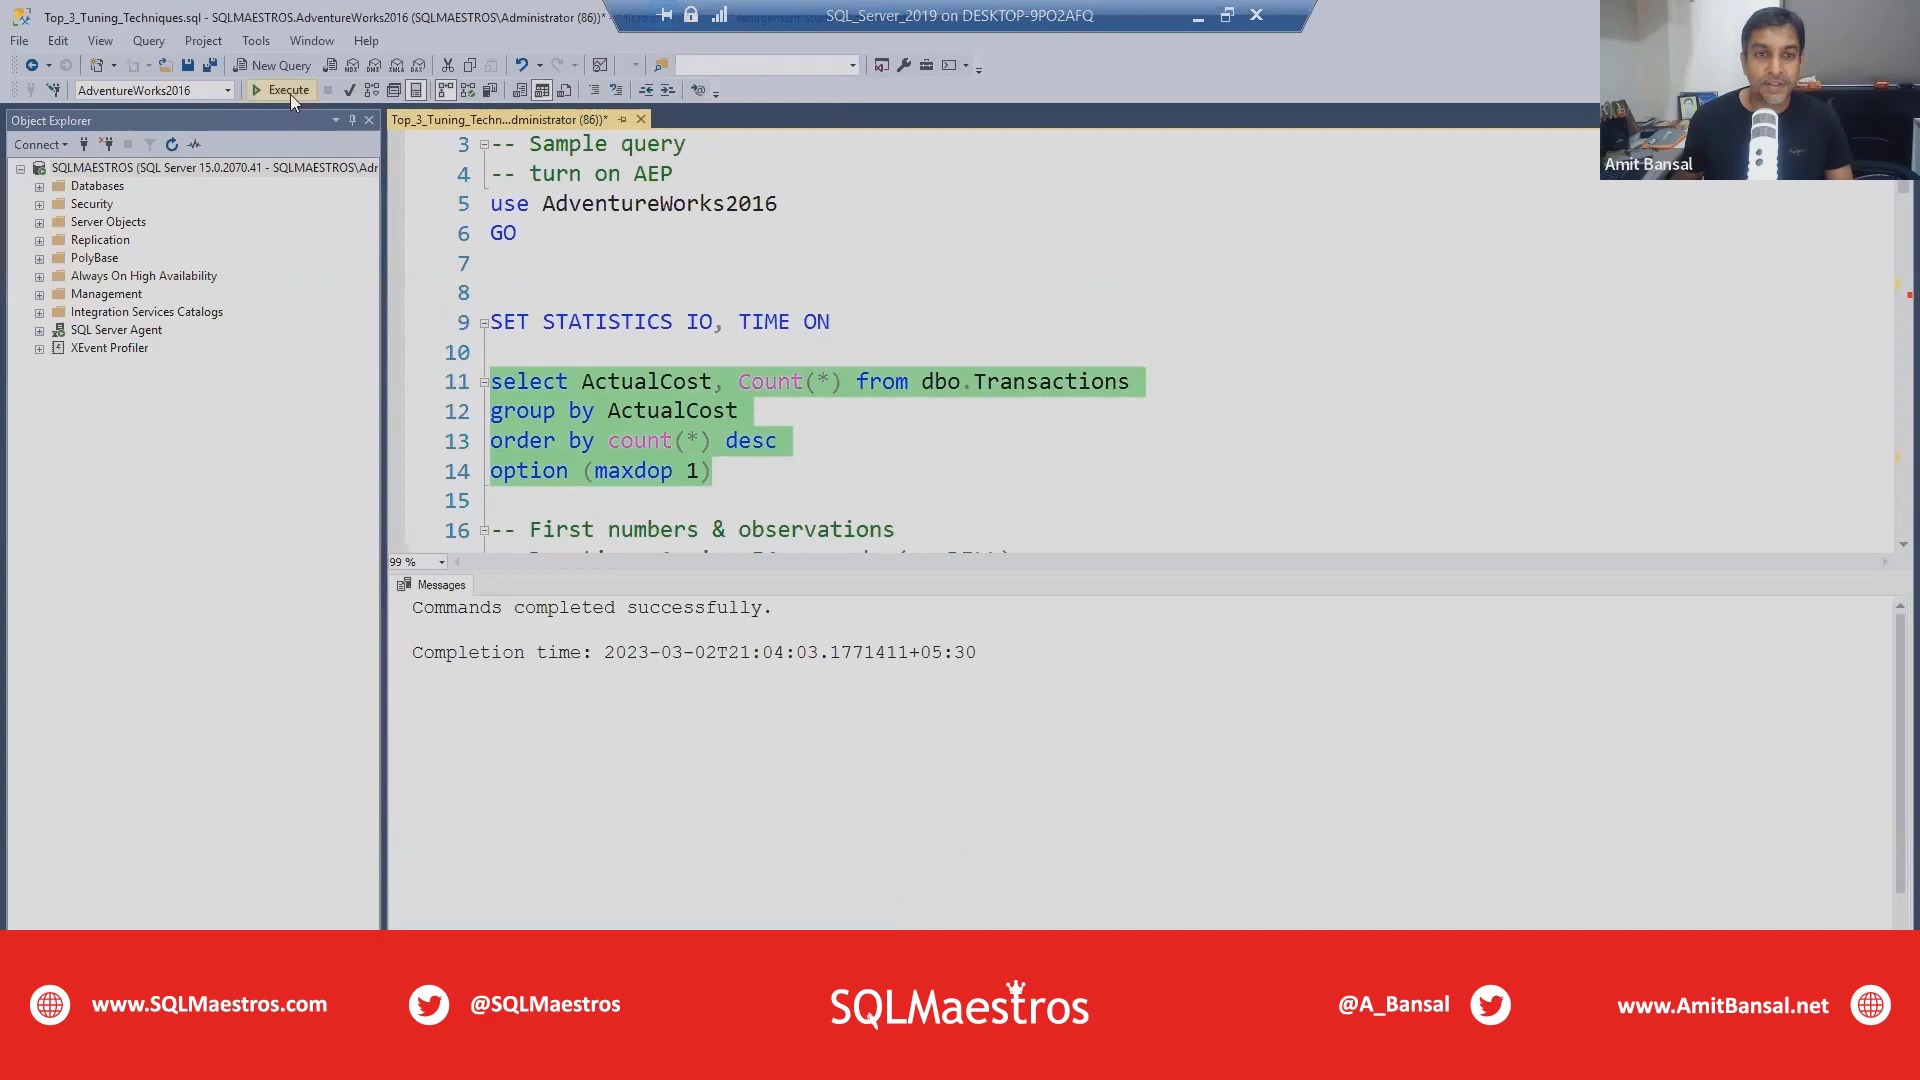 Top_3_Tuning_Techniques.sql - SQLMAESTROS.AdventureWorks2016 (SQLMAESTROS\Administrator (86))*
SQL_Server_2019 on DESKTOP-9PO2AFQ
File Edit View Query Project Tools Window Help
New Query
AdventureWorks2016
Execute
Object Explorer
Top_3_Tuning_Techn...dministrator (86))*
Connect
SQLMAESTROS (SQL Server 15.0.2070.41 - SQLMAESTROS\Adr
Databases
Security
Server Objects
Replication
PolyBase
Always On High Availability
Management
Integration Services Catalogs
SQL Server Agent
XEvent Profiler
3 -- Sample query
4 -- turn on AEP
5 use AdventureWorks2016
6 GO
7
8
9 SET STATISTICS IO, TIME ON
10
11 select ActualCost, Count(*) from dbo.Transactions
12 group by ActualCost
13 order by count(*) desc
14 option (maxdop 1)
15
16 -- First numbers & observations
99 %
Messages
Commands completed successfully.
Completion time: 2023-03-02T21:04:03.1771411+05:30
Amit Bansal
www.SQLMaestros.com
@SQLMaestros
SQLMaestros
@A_Bansal
www.AmitBansal.net